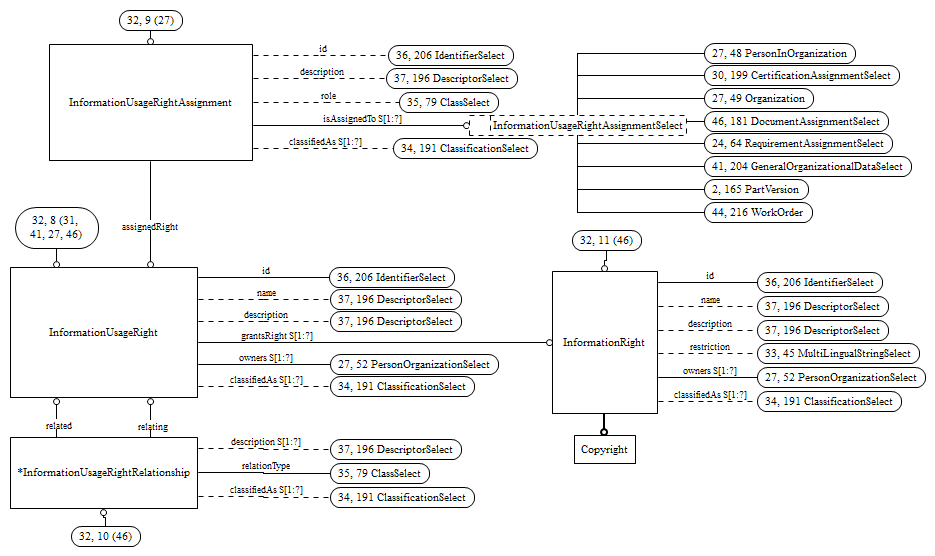 32, 9 (27)
InformationUsageRightAssignment
id
36, 206 IdentifierSelect
description
37, 196 DescriptorSelect
role
35, 79 ClassSelect
isAssignedTo S[1:?]
InformationUsageRightAssignmentSelect
classifiedAs S[1:?]
34, 191 ClassificationSelect
27, 48 PersonInOrganization
30, 199 CertificationAssignmentSelect
27, 49 Organization
46, 181 DocumentAssignmentSelect
24, 64 RequirementAssignmentSelect
41, 204 GeneralOrganizationalDataSelect
2, 165 PartVersion
44, 216 WorkOrder
assignedRight
32, 8 (31,
41, 27, 46)
InformationUsageRight
id
36, 206 IdentifierSelect
name
37, 196 DescriptorSelect
description
37, 196 DescriptorSelect
grantsRight S[1:?]
owners S[1:?]
27, 52 PersonOrganizationSelect
classifiedAs S[1:?]
34, 191 ClassificationSelect
32, 11 (46)
InformationRight
id
36, 206 IdentifierSelect
name
37, 196 DescriptorSelect
description
37, 196 DescriptorSelect
restriction
33, 45 MultiLingualStringSelect
owners S[1:?]
27, 52 PersonOrganizationSelect
classifiedAs S[1:?]
34, 191 ClassificationSelect
Copyright
related
relating
*InformationUsageRightRelationship
description S[1:?]
37, 196 DescriptorSelect
relationType
35, 79 ClassSelect
classifiedAs S[1:?]
34, 191 ClassificationSelect
32, 10 (46)